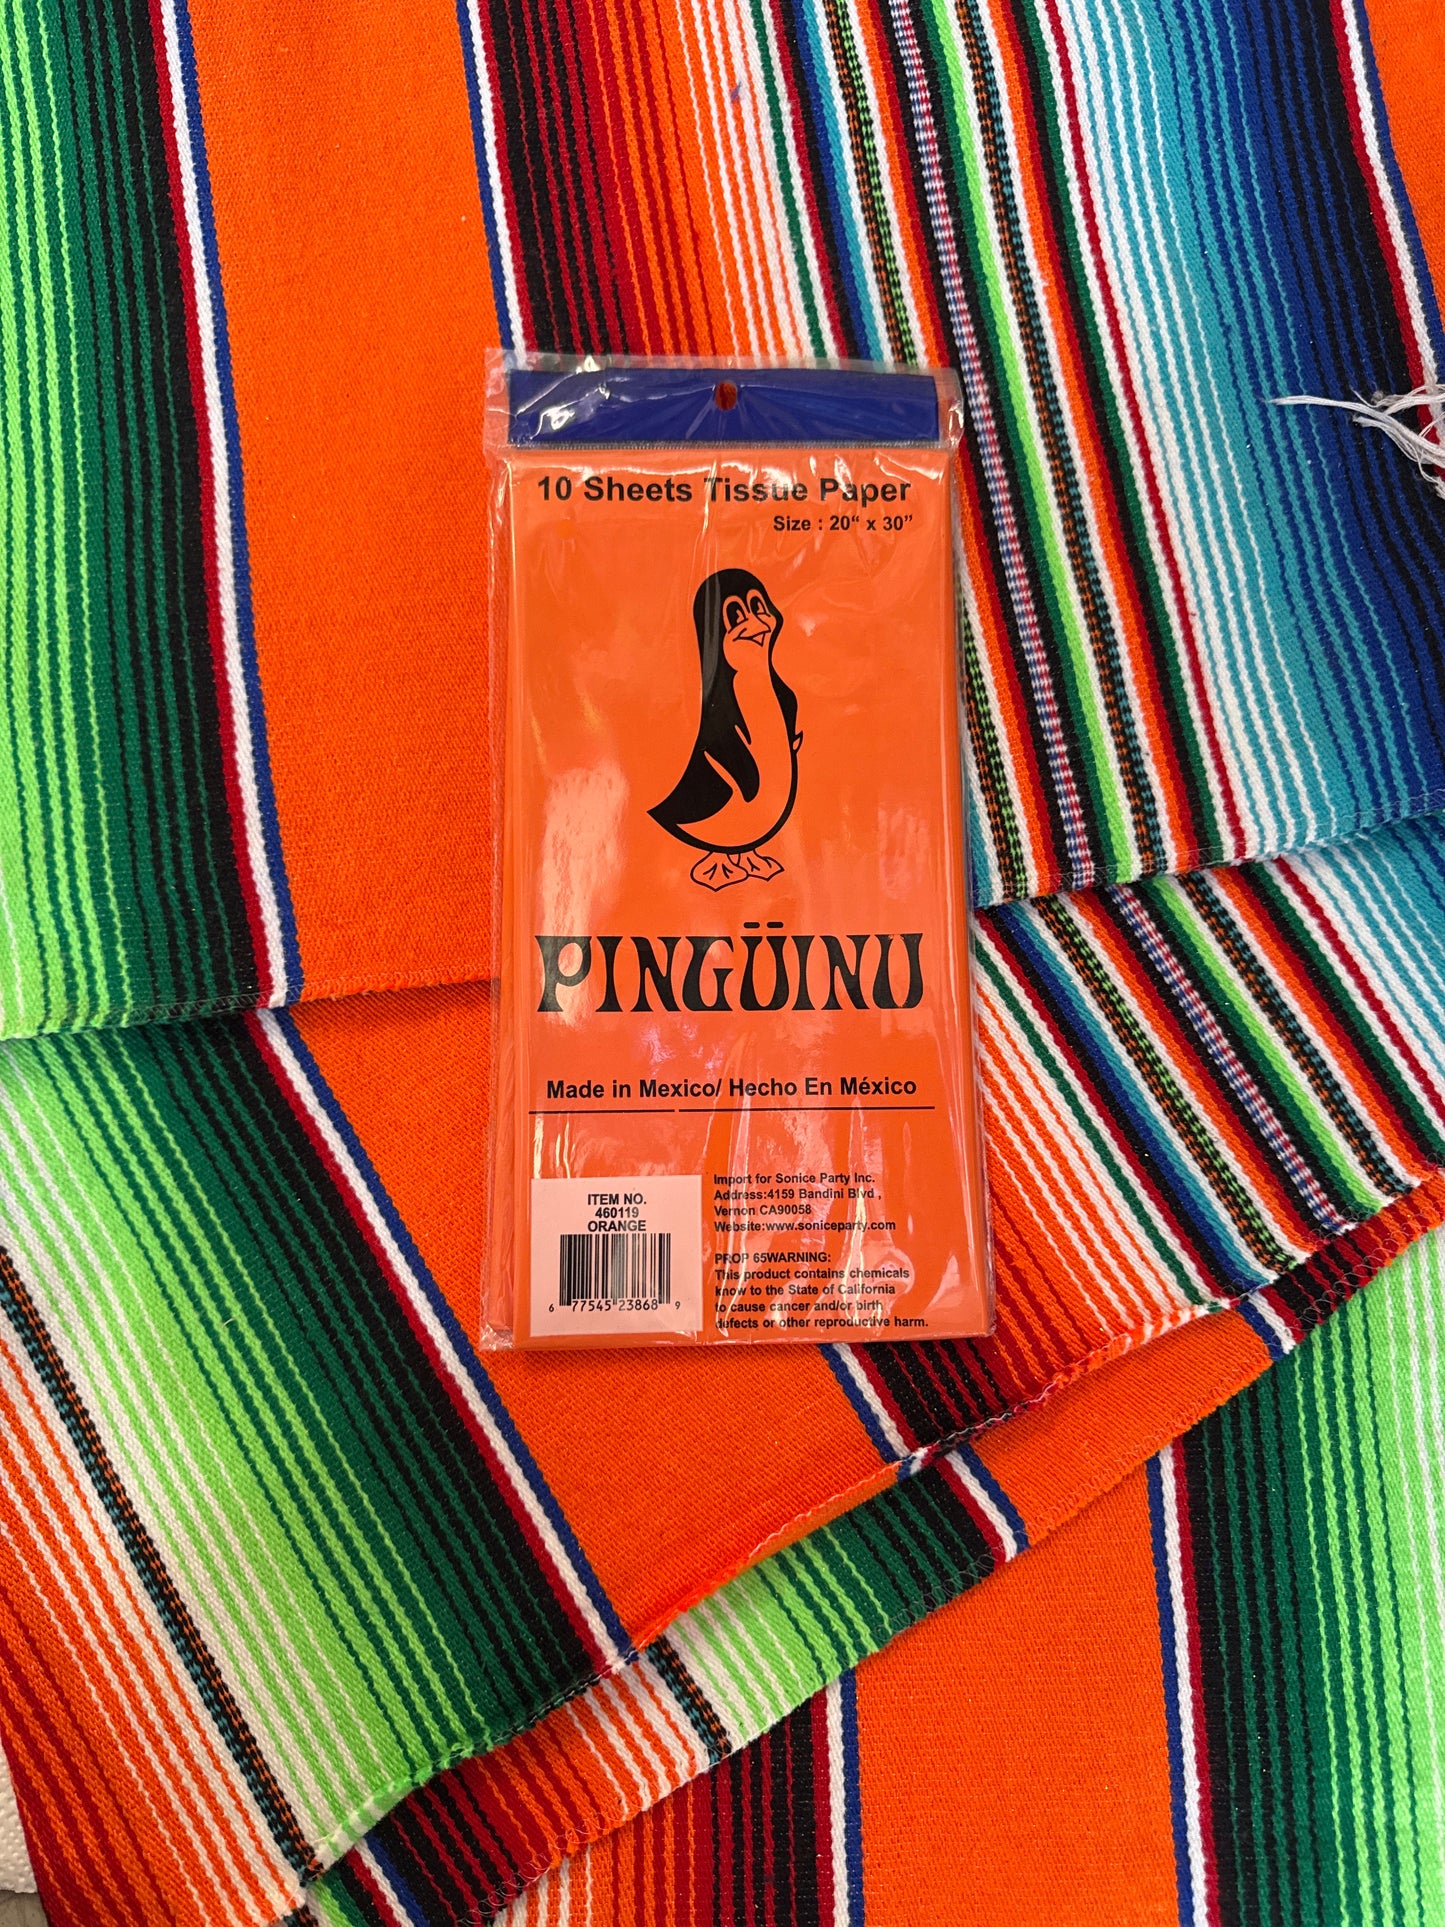 10 Sheets Tissue Paper
Size : 20“ x 30”
PINGÜINU
Made in Mexico/ Hecho En México
ITEM NO.
460119
ORANGE
6 77545 23868 9
Import for Sonice Party Inc.
Address:4159 Bandini Blvd ,
Vernon CA90058
Website:www.soniceparty.com
PROP 65WARNING:
This product contains chemicals
know to the State of California
to cause cancer and/or birth
defects or other reproductive harm.